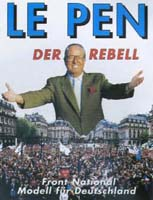 LE PEN
DER REBELL
Front National
Modell für Deutschland